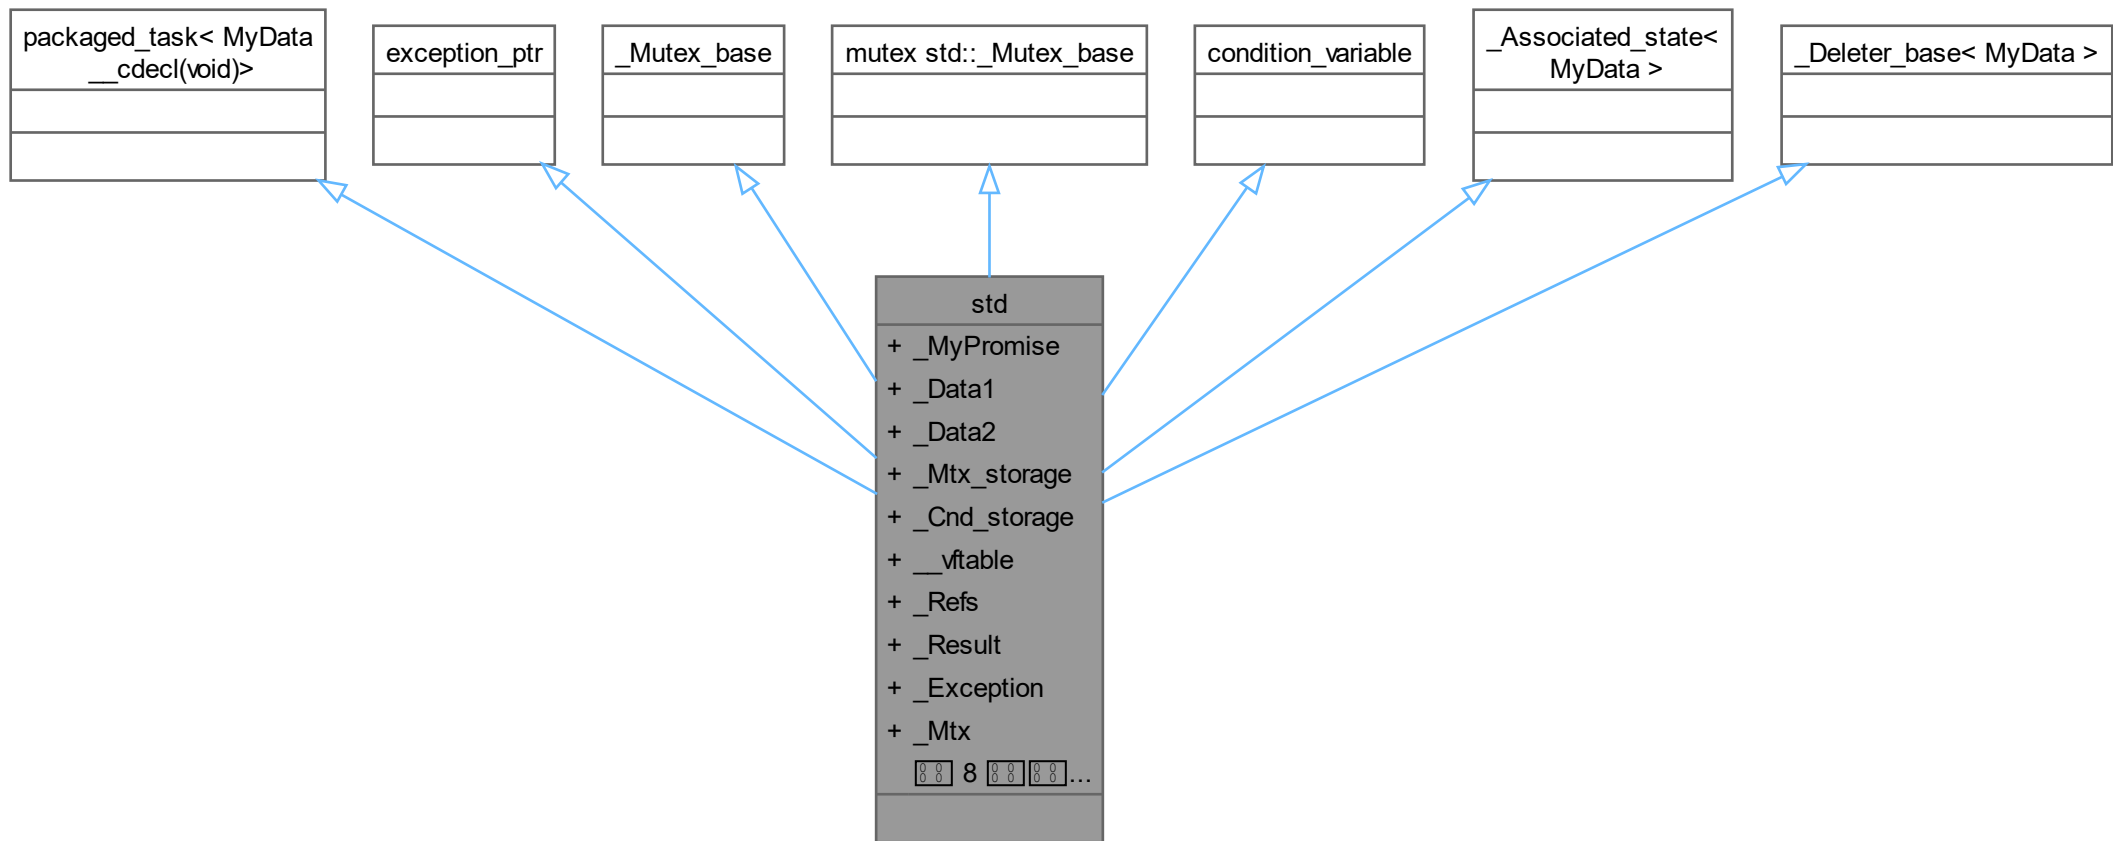 packaged_task< MyData
__cdecl(void)>
exception_ptr
_Mutex_base
mutex std::_Mutex_base
condition_variable
_Associated_state<
MyData >
_Deleter_base< MyData >
std
+ _MyPromise
+ _Data1
+ _Data2
+ _Mtx_storage
+ _Cnd_storage
+ __vftable
+ _Refs
+ _Result
+ _Exception
+ _Mtx
8 ...